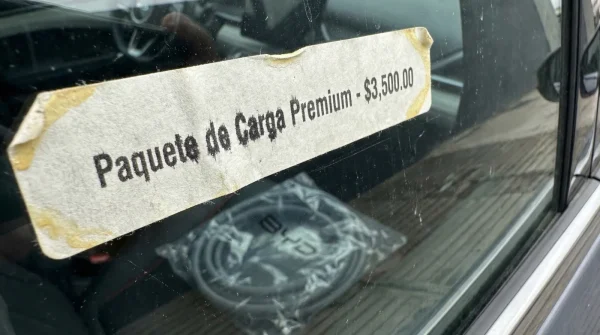 Paquete de Carga Premium - $3,500.00